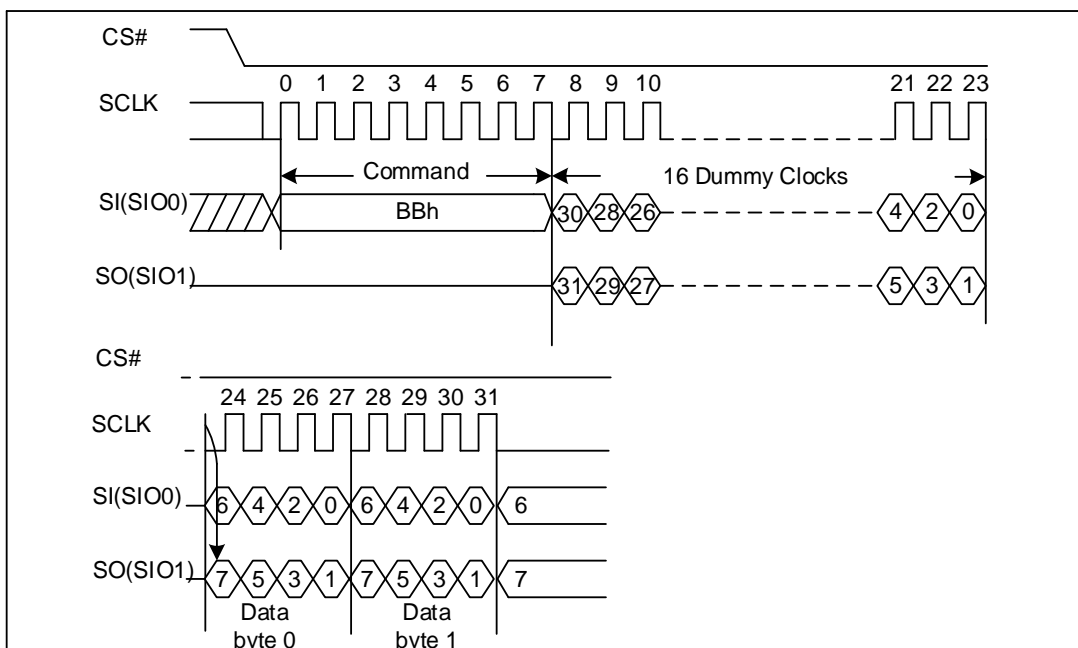 CS#
0 1 2 3 4 5 6 7 8 9 10 21 22 23
SCLK
Command 16 Dummy Clocks
SI(SIO0) BBh 30 28 26 4 2 0
SO(SIO1) 31 29 27 5 3 1
CS#
24 25 26 27 28 29 30 31
SCLK
SI(SIO0) 6 4 2 0 6 4 2 0 6
SO(SIO1) 7 5 3 1 7 5 3 1 7
Data Data
byte 0 byte 1